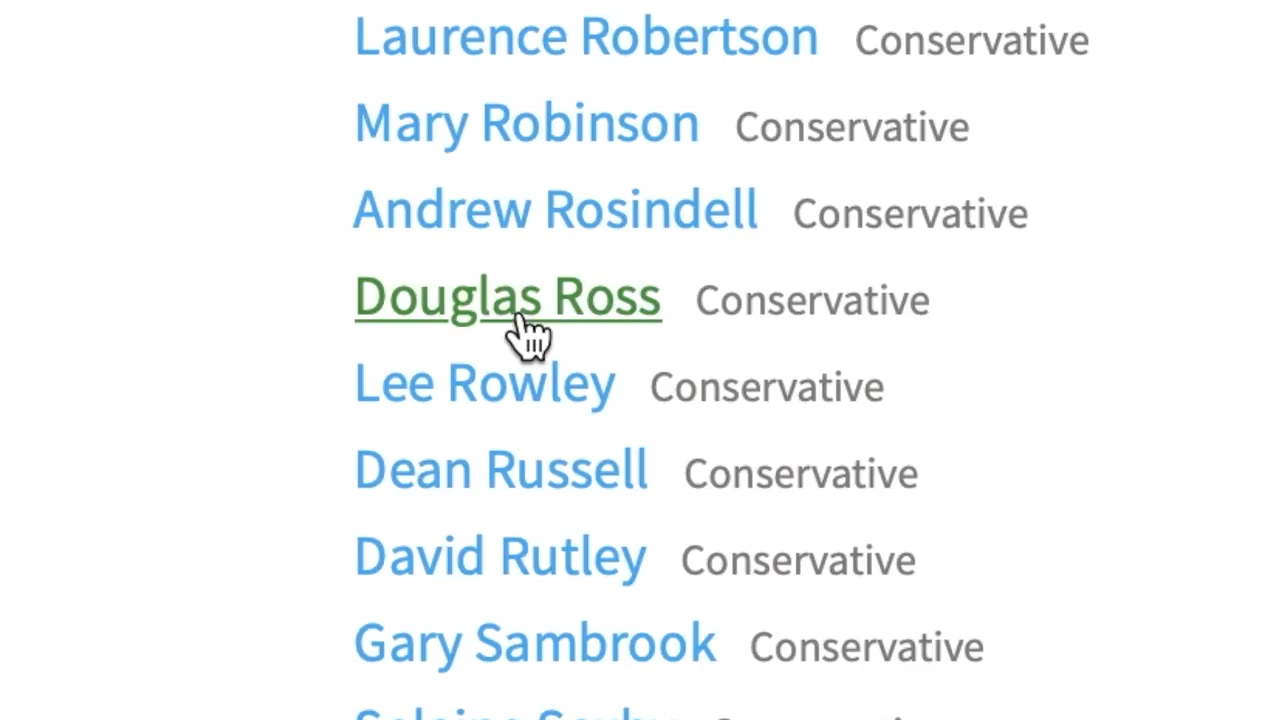 Laurence Robertson Conservative
Mary Robinson Conservative
Andrew Rosindell Conservative
Douglas Ross Conservative
Lee Rowley Conservative
Dean Russell Conservative
David Rutley Conservative
Gary Sambrook Conservative